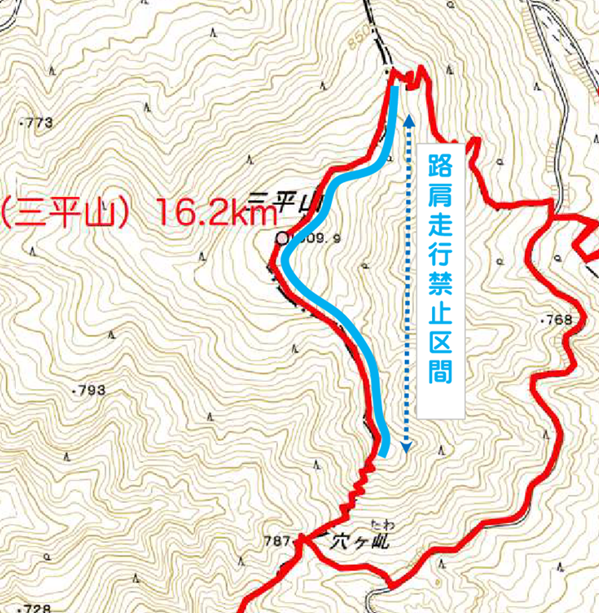 850
・773
三平山
(三平山) 16.2km
09.9
路肩走行禁止区間
・768
・793
たわ
787
穴ヶ乢
・728